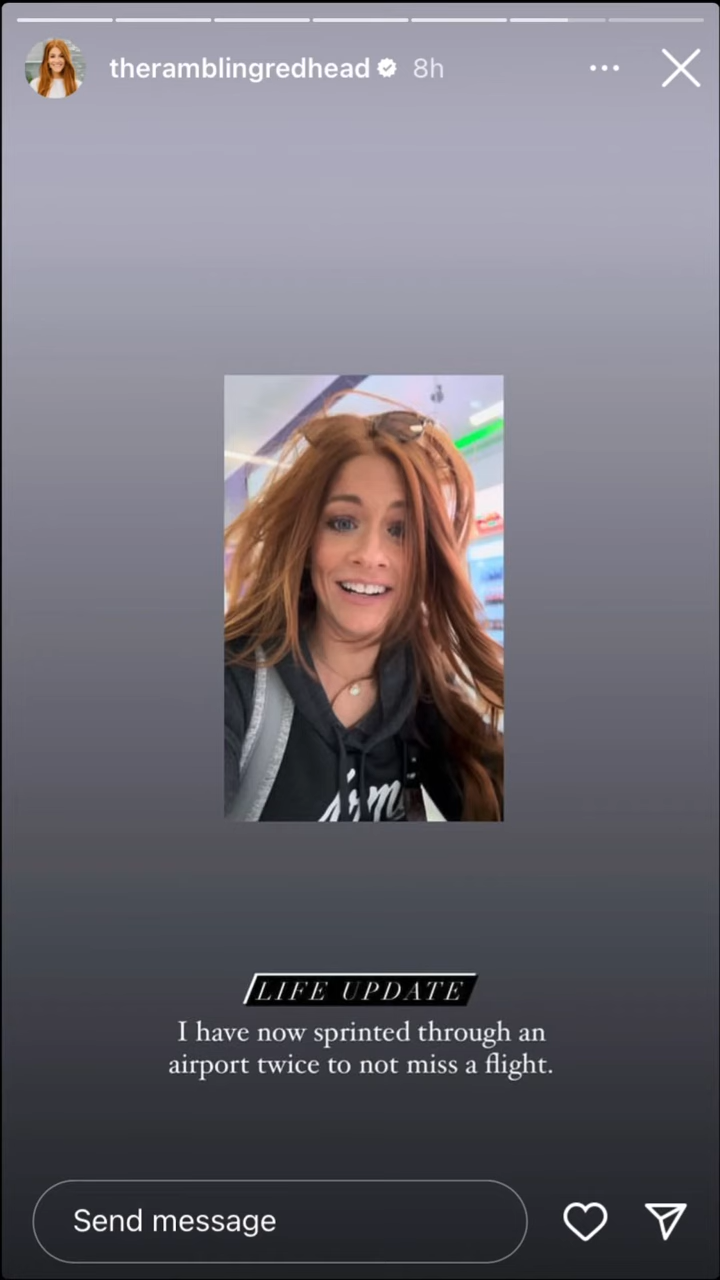 theramblingredhead 8h
LIFE UPDATE
I have now sprinted through an
airport twice to not miss a flight.
Send message